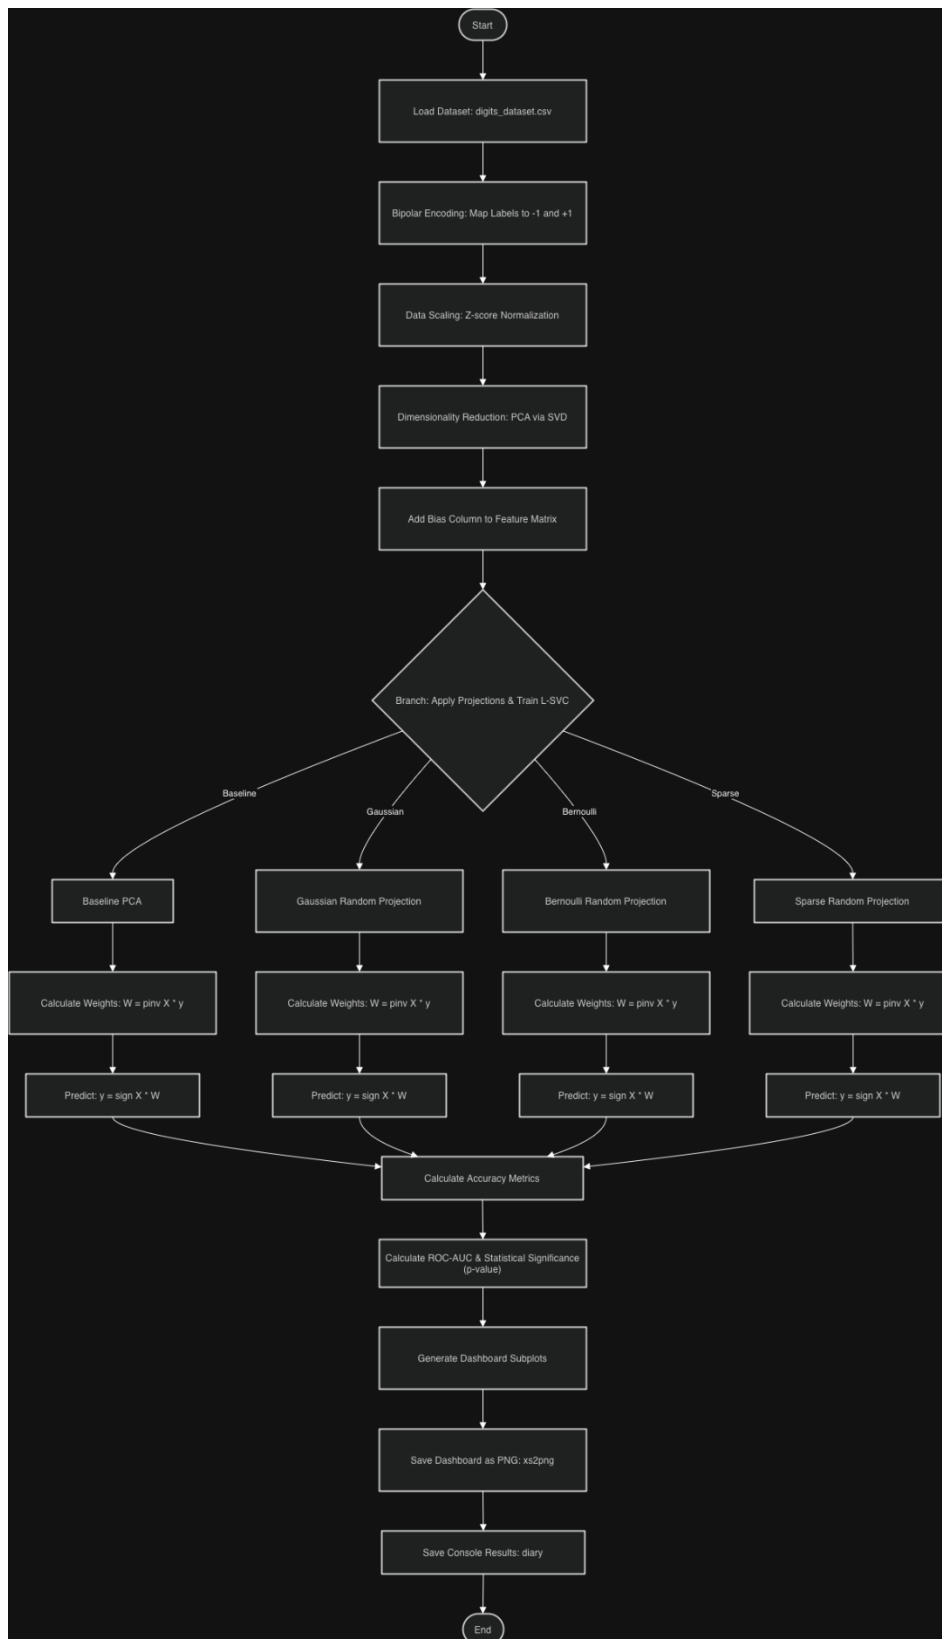 Start
Load Dataset: digits_dataset.csv
Bipolar Encoding: Map Labels to -1 and +1
Data Scaling: Z-score Normalization
Dimensionality Reduction: PCA via SVD
Add Bias Column to Feature Matrix
Branch: Apply Projections & Train L-SVC
Baseline
Gaussian
Bernoulli
Sparse
Baseline PCA
Gaussian Random Projection
Bernoulli Random Projection
Sparse Random Projection
Calculate Weights: W = pinv X * y
Calculate Weights: W = pinv X * y
Calculate Weights: W = pinv X * y
Calculate Weights: W = pinv X * y
Predict: y = sign X * W
Predict: y = sign X * W
Predict: y = sign X * W
Predict: y = sign X * W
Calculate Accuracy Metrics
Calculate ROC-AUC & Statistical Significance
(p-value)
Generate Dashboard Subplots
Save Dashboard as PNG: xs2png
Save Console Results: diary
End